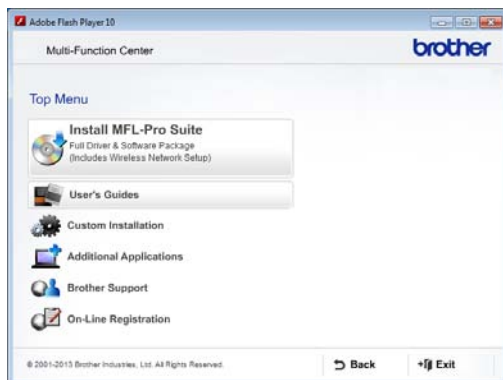 Adobe Flash Player 10
Multi-Function Center
brother
Top Menu
Install MFL-Pro Suite
Full Driver & Software Package
(Includes Wireless Network Setup)
User's Guides
Custom Installation
Additional Applications
Brother Support
On-Line Registration
© 2001-2013 Brother Industries, Ltd. All Rights Reserved.
Back
Exit